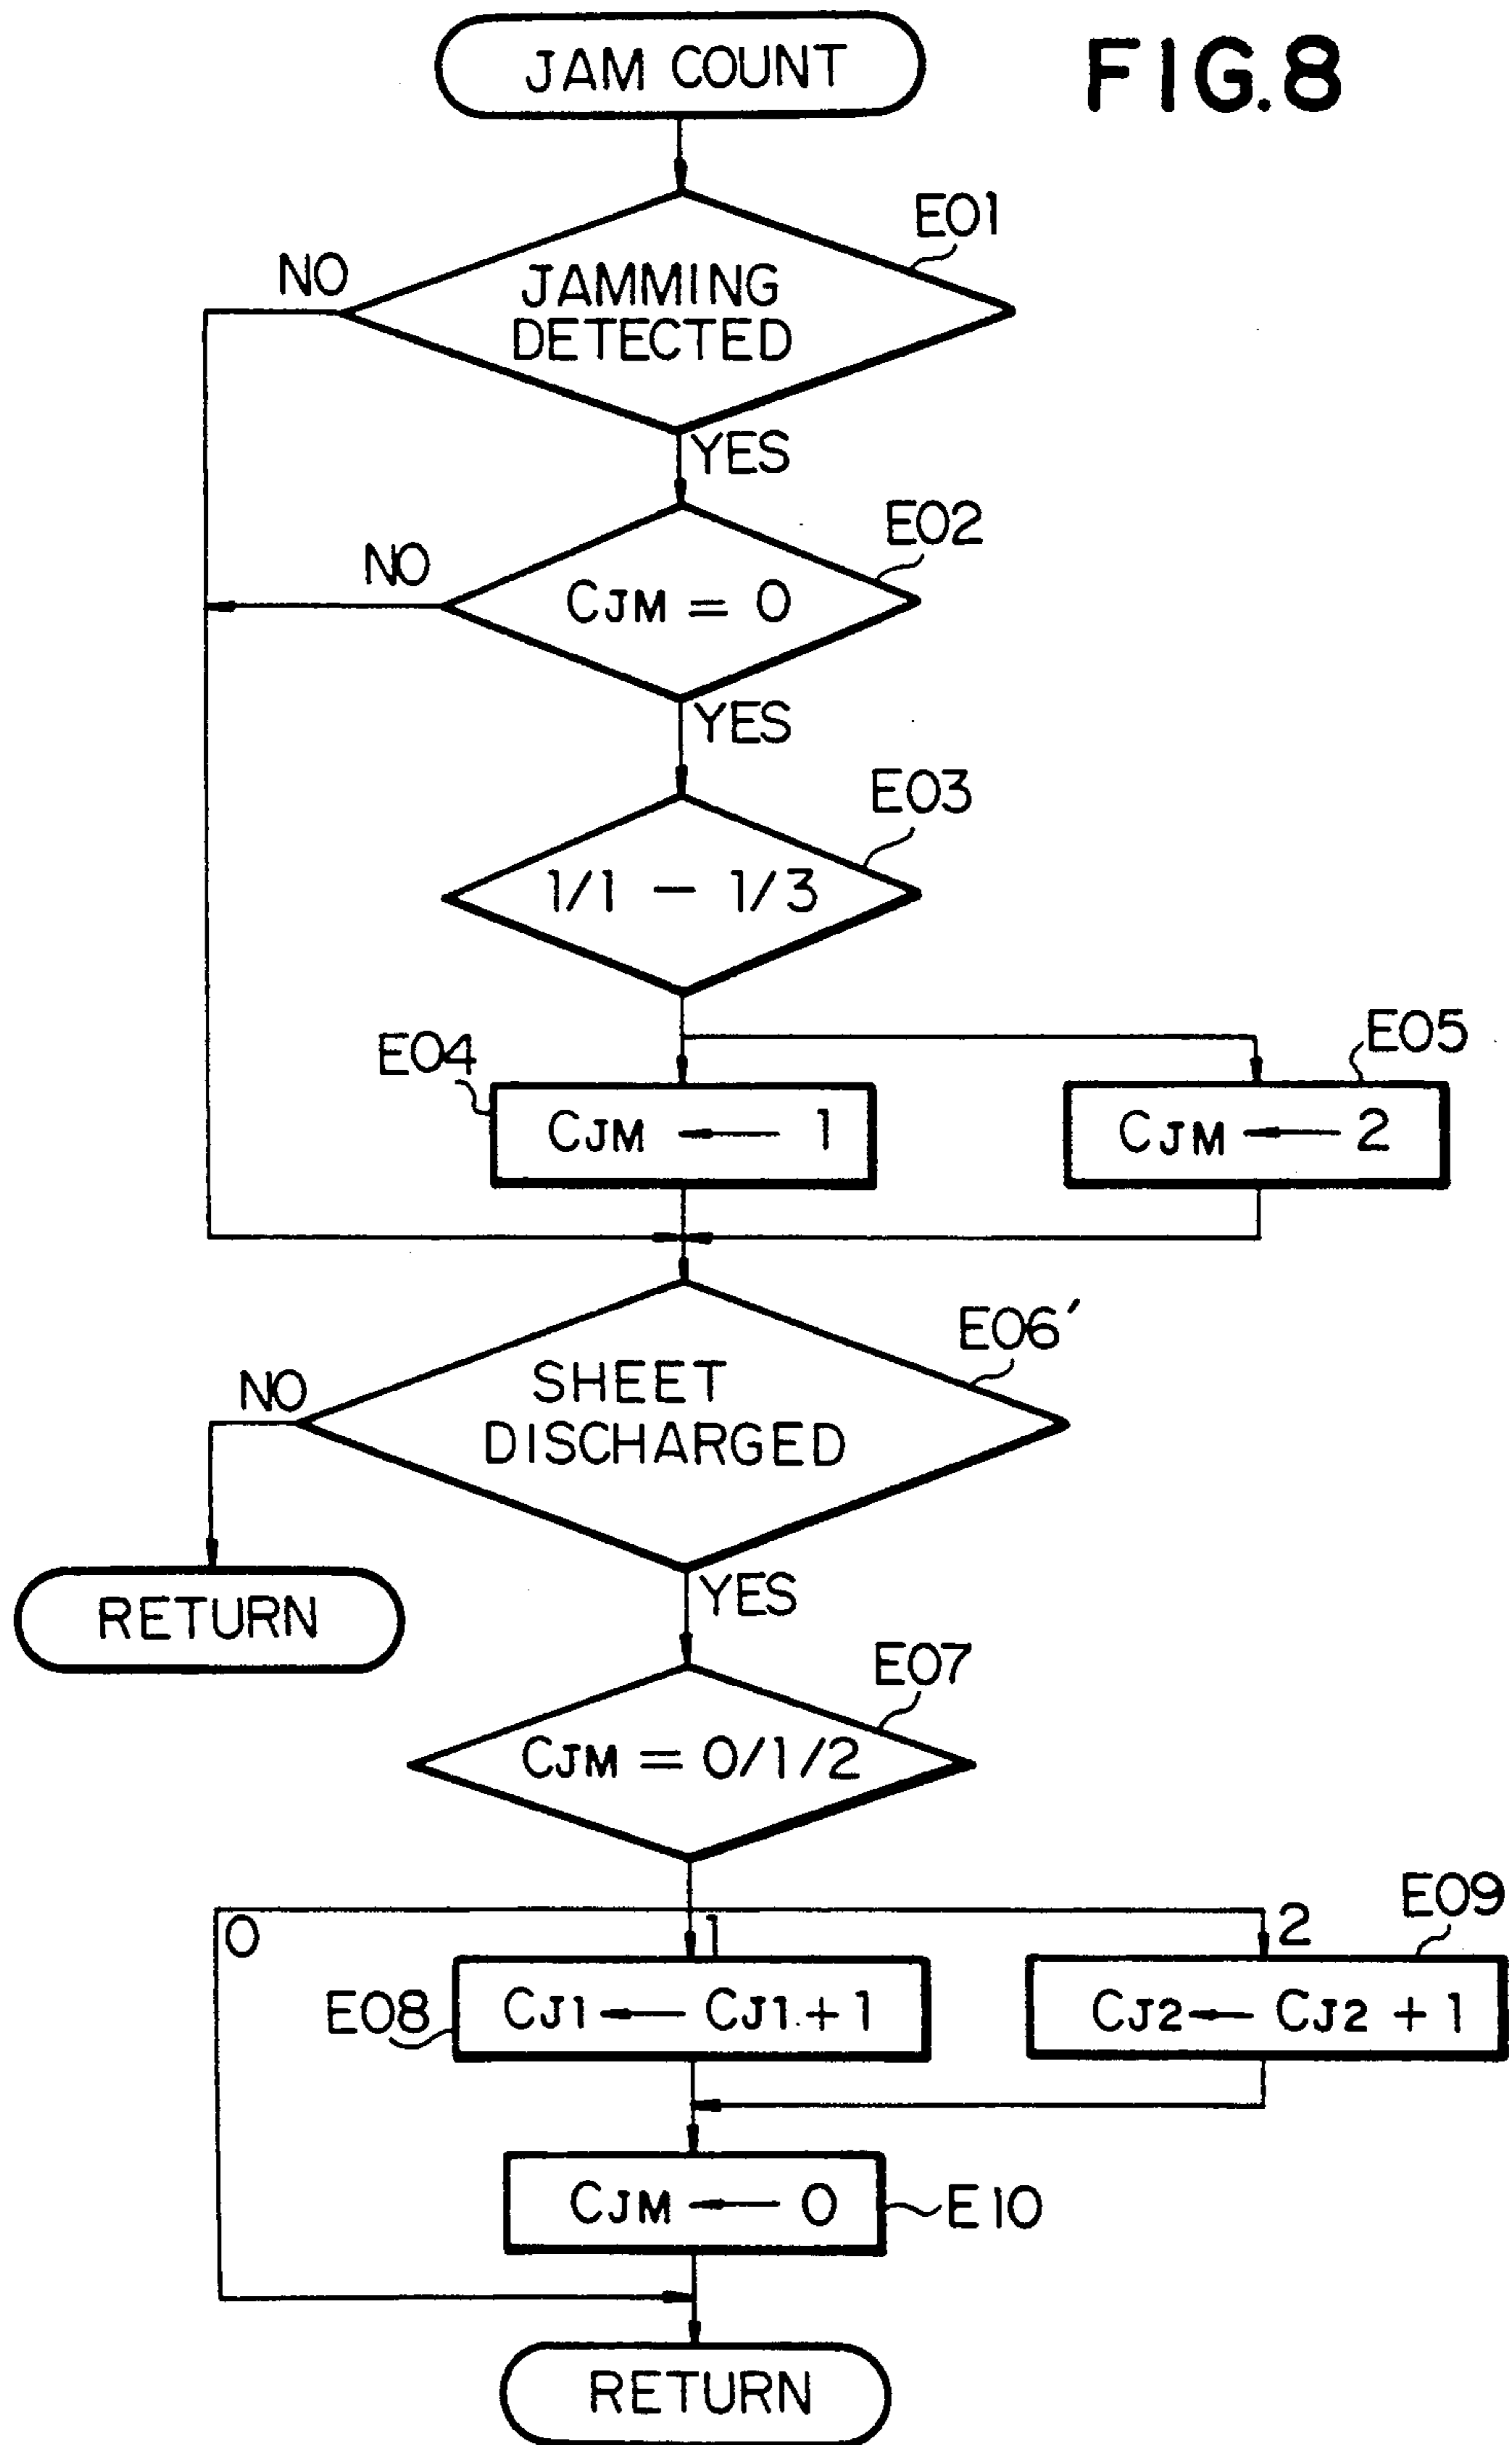 JAM COUNT
FIG.8
E01
NO
JAMMING
DETECTED
YES
E02
NO
CJM = 0
YES
E03
1/1 — 1/3
E04
E05
CJM ← 1
CJM ← 2
E06'
NO
SHEET
DISCHARGED
RETURN
YES
E07
CJM = 0/1/2
0
1
2
E09
E08
CJ1 ← CJ1 + 1
CJ2 ← CJ2 + 1
CJM ← 0
E10
RETURN